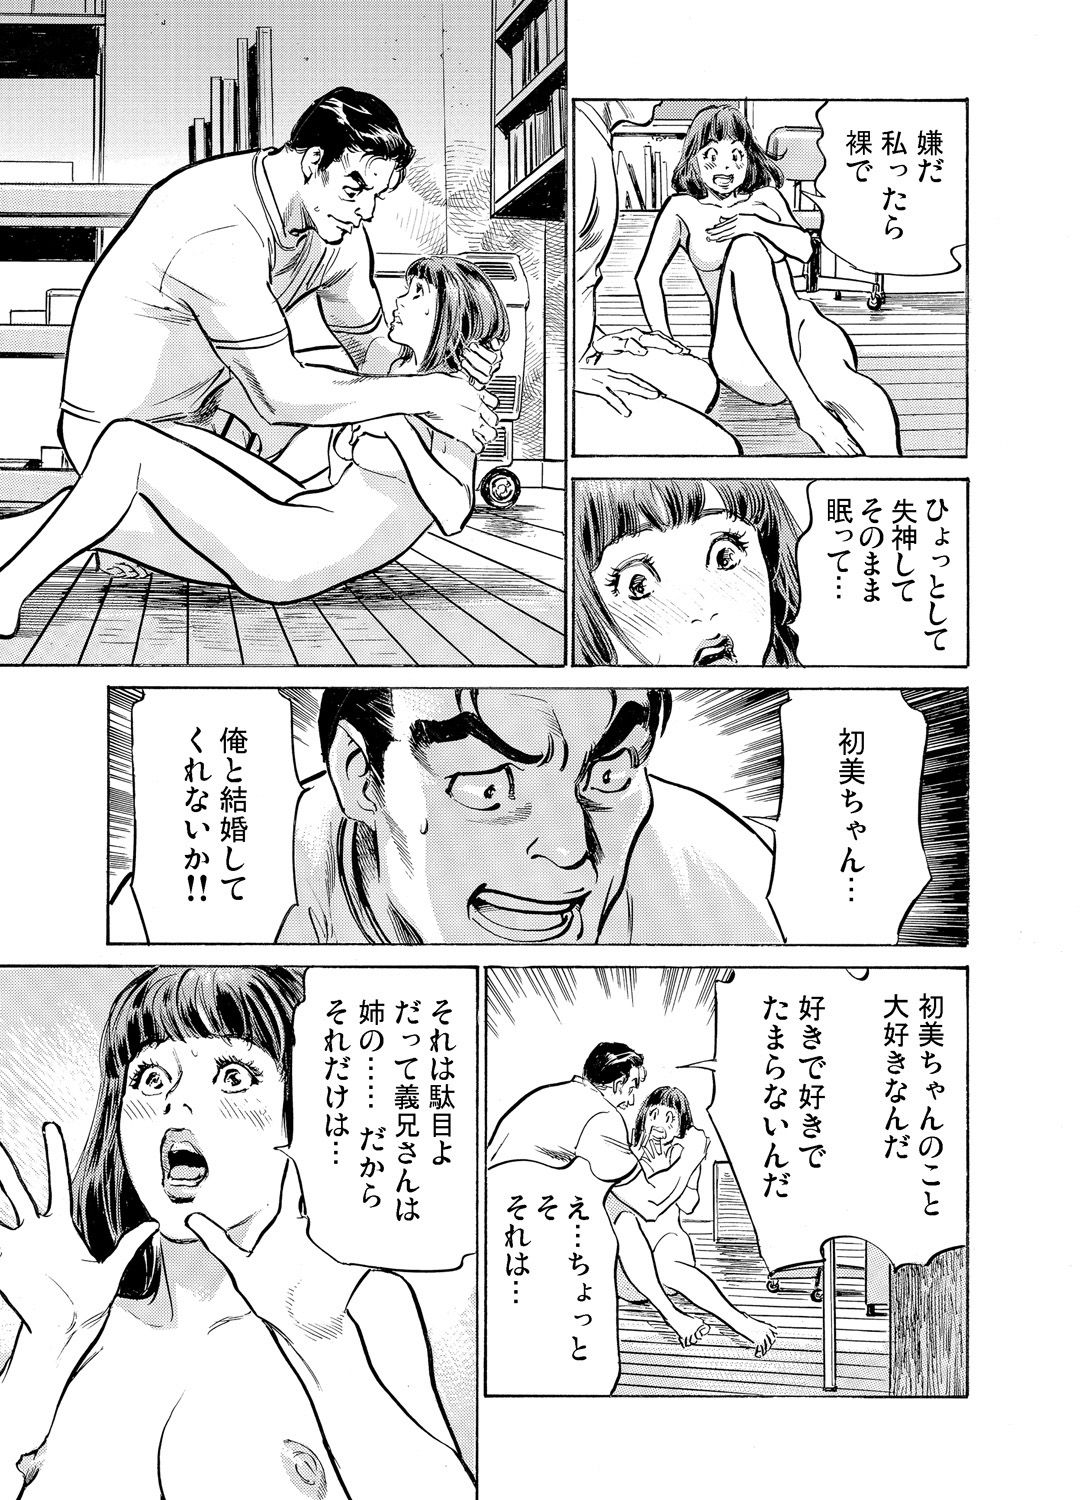 嫌だ
私ったら
裸で
ひょっとして
失神して
そのまま
眠って…
初美ちゃん…
俺と結婚して
くれないか!!
初美ちゃんのこと
大好きなんだ
好きで好きで
たまらないんだ
え…ちょっと
そ
それは…
それは駄目よ
だって義兄さんは
姉の……だから
それだけは…